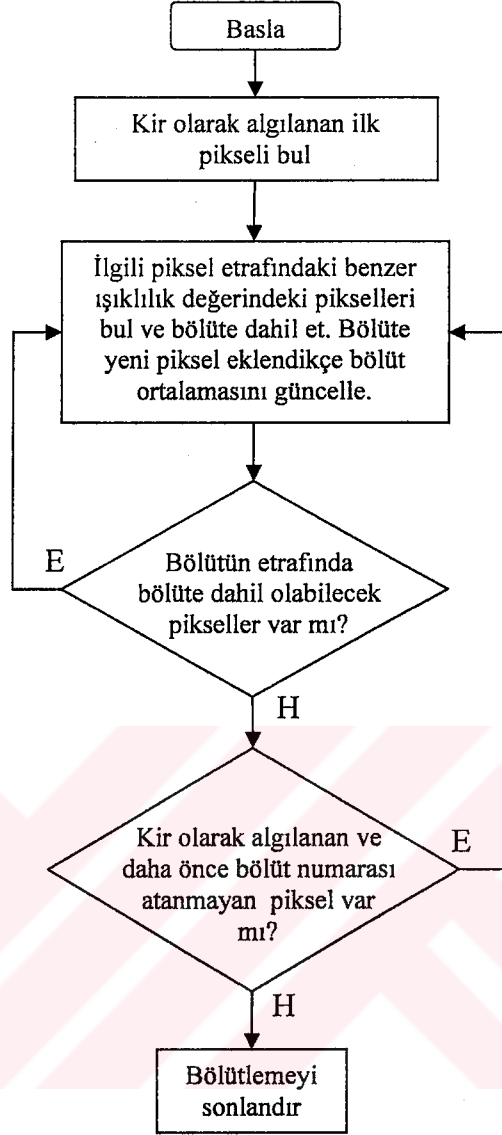 Basla
Kir olarak algılanan ilk
pikseli bul
İlgili piksel etrafındaki benzer
ışıklılık değerindeki pikselleri
bul ve bölüte dahil et. Bölüte
yeni piksel eklendikçe bölüt
ortalamasını güncelle.
E
Bölütün etrafında
bölüte dahil olabilecek
pikseller var mı?
H
Kir olarak algılanan ve
daha önce bölüt numarası
atanmayan piksel var
mı?
E
H
Bölütlemeyi
sonlandır